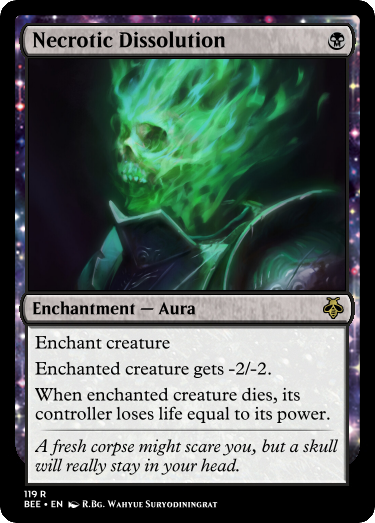 Necrotic Dissolution
Enchantment — Aura
Enchant creature
Enchanted creature gets -2/-2.
When enchanted creature dies, its
controller loses life equal to its power.
A fresh corpse might scare you, but a skull
will really stay in your head.
119 R
BEE • EN R.Bg. Wahyue Suryodiningrat